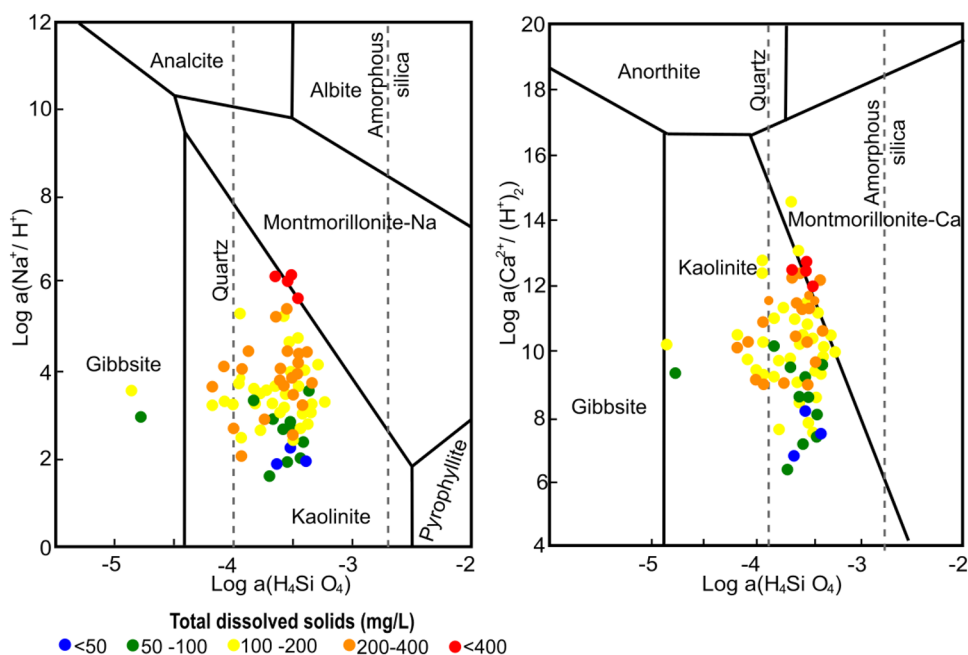 12
10
8
6
4
2
0
Log a(Na⁺/ H⁺)
Analcite
Albite
Amorphous
silica
Quartz
Montmorillonite-Na
Gibbsite
Kaolinite
Pyrophyllite
-5
-4
-3
-2
Log a(H₄Si O₄)
20
18
16
14
12
10
8
6
4
Log a(Ca²⁺/ (H⁺)₂)
Anorthite
Quartz
Amorphous
silica
Montmorillonite-Ca
Kaolinite
Gibbsite
-5
-4
-3
-2
Log a(H₄Si O₄)
Total dissolved solids (mg/L)
<50 50 -100 100 -200 200-400 <400